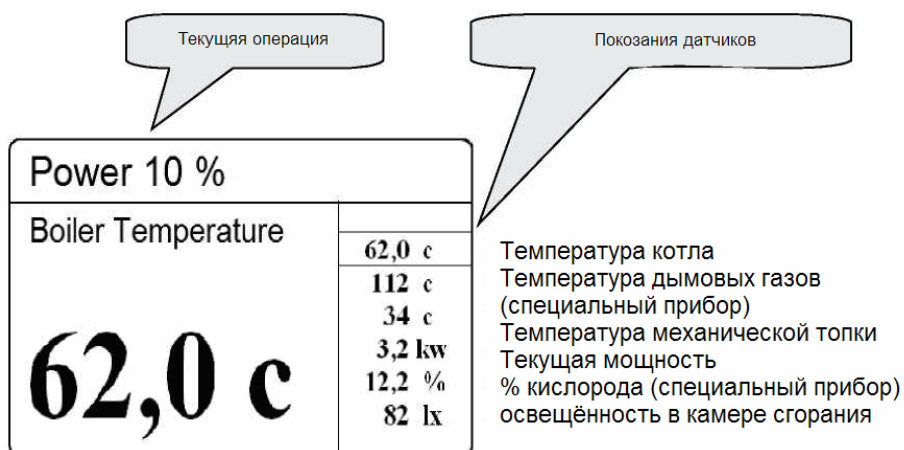 Текущяя операция
Покозания датчиков
Power 10 %
Boiler Temperature
62,0 c
62,0 c
112 c
34 c
3,2 kw
12,2 %
82 lx
Температура котла
Температура дымовых газов
(специальный прибор)
Температура механической топки
Текущая мощность
% кислорода (специальный прибор)
освещённость в камере сгорания